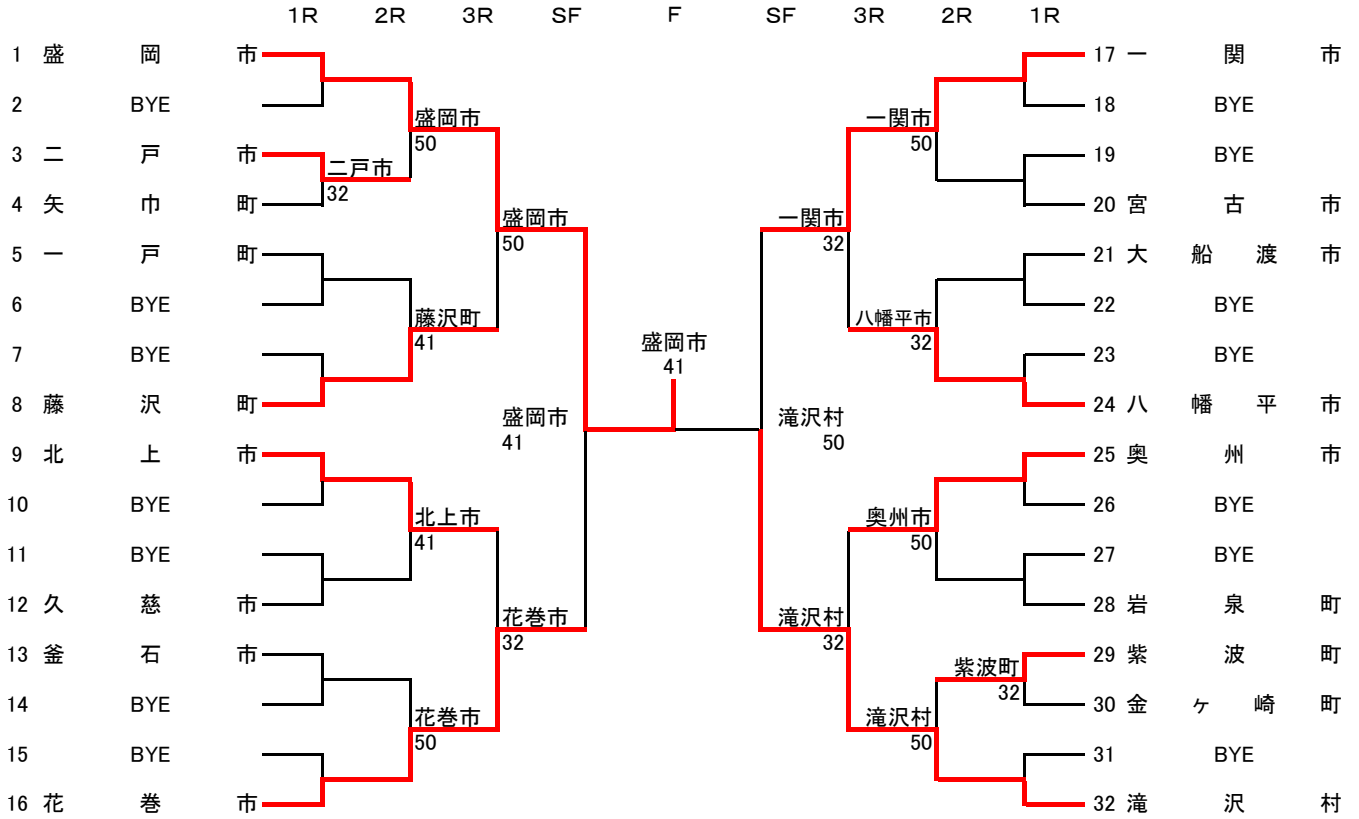 1R 2R 3R SF F SF 3R 2R 1R
1 盛岡市 17 一関市
2 BYE 18 BYE
盛岡市 一関市
50 50
3 二戸市 19 BYE
二戸市
32
4 矢巾町 20 宮古市
盛岡市 一関市
50 32
5 一戸町 21 大船渡市
6 BYE 22 BYE
藤沢町 八幡平市
41 32
7 BYE 23 BYE
盛岡市
41
8 藤沢町 24 八幡平市
盛岡市 滝沢村
41 50
9 北上市 25 奥州市
10 BYE 26 BYE
北上市 奥州市
41 50
11 BYE 27 BYE
12 久慈市 28 岩泉町
花巻市 滝沢村
32 32
13 釜石市 29 紫波町
紫波町
32
14 BYE 30 金ヶ崎町
花巻市 滝沢村
50 50
15 BYE 31 BYE
16 花巻市 32 滝沢村